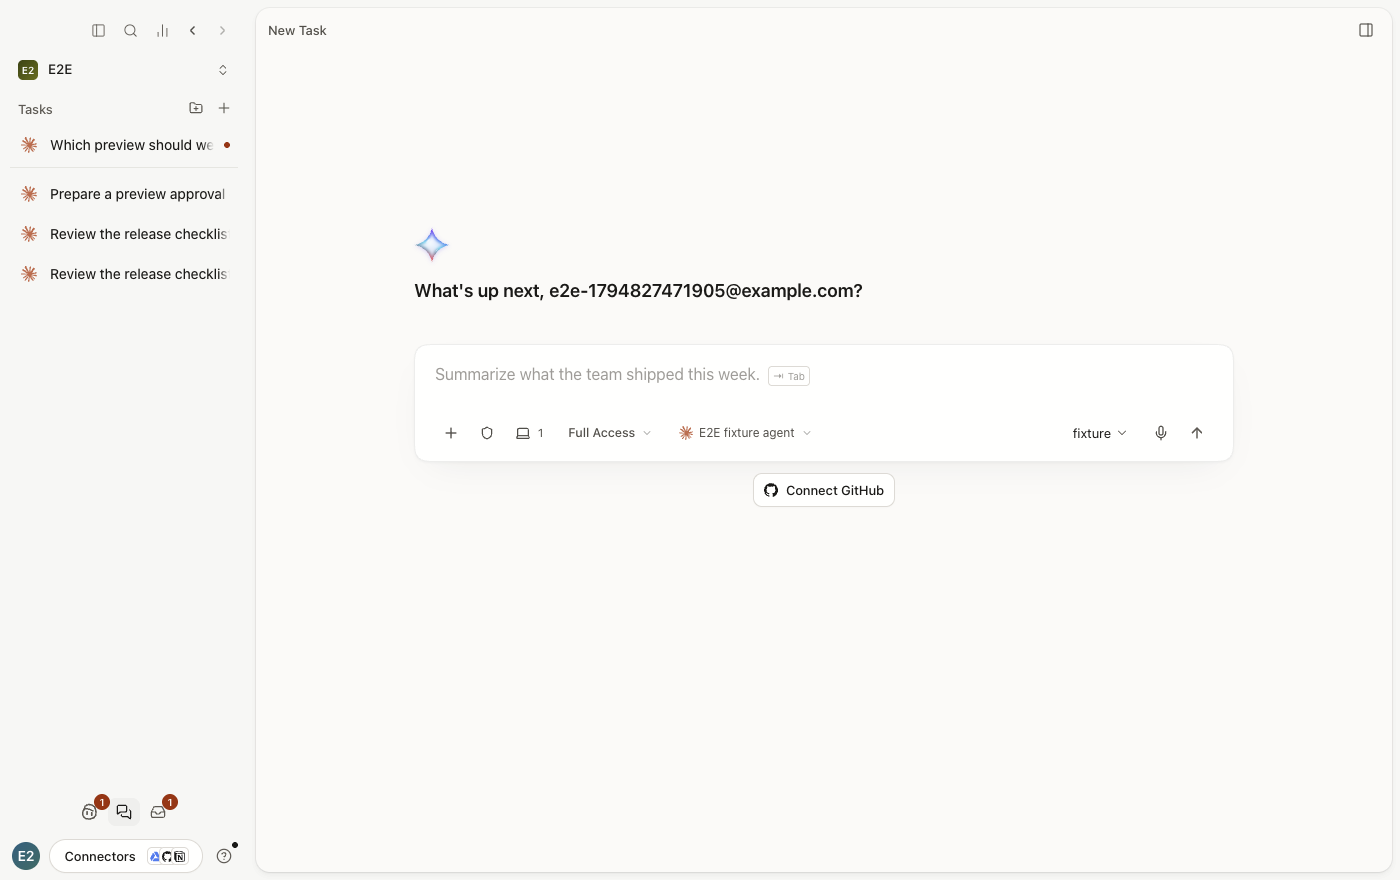 New Task
E2 E2E
Tasks
Which preview should we
Prepare a preview approval
Review the release checklis
Review the release checklis
What's up next, e2e-1794827471905@example.com?
Summarize what the team shipped this week. Tab
1 Full Access E2E fixture agent fixture
Connect GitHub
1 1
E2 Connectors